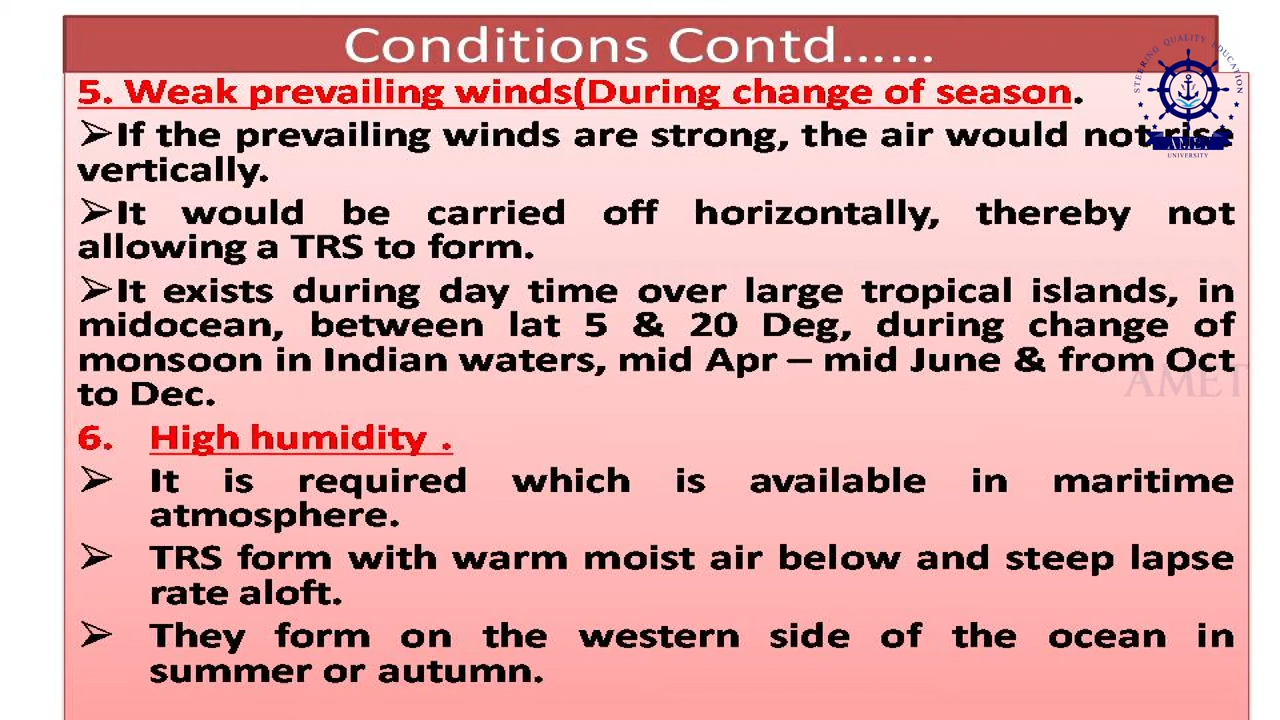 Conditions Contd……
5. Weak prevailing winds(During change of season.
➢If the prevailing winds are strong, the air would not rise
vertically.
➢It would be carried off horizontally, thereby not
allowing a TRS to form.
➢It exists during day time over large tropical islands, in
midocean, between lat 5 & 20 Deg, during change of
monsoon in Indian waters, mid Apr – mid June & from Oct
to Dec.
6. High humidity .
➢ It is required which is available in maritime
atmosphere.
➢ TRS form with warm moist air below and steep lapse
rate aloft.
➢ They form on the western side of the ocean in
summer or autumn.
STEERING QUALITY EDUCATION
AMET
UNIVERSITY
AMET